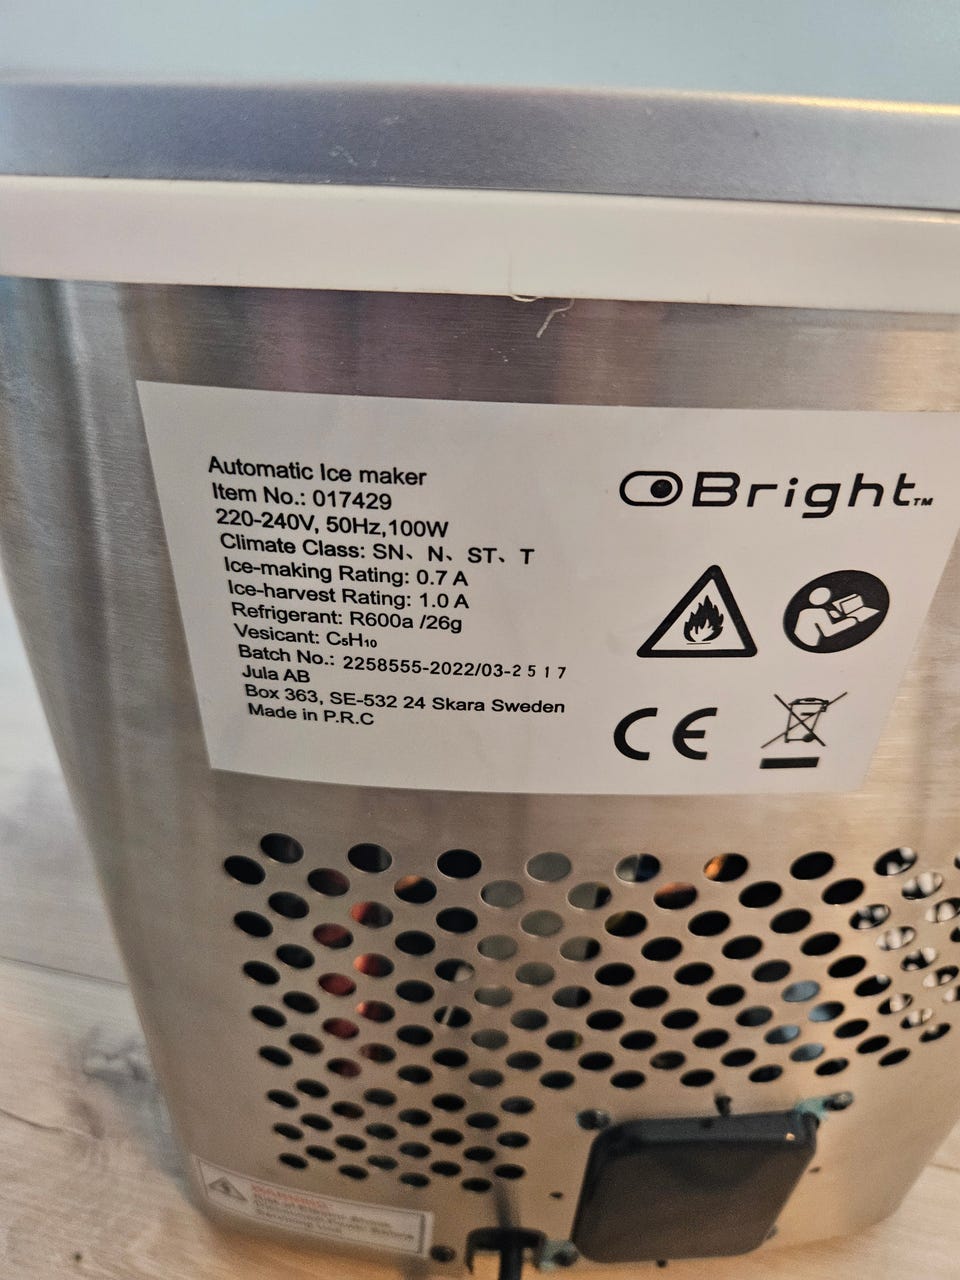 Automatic Ice maker
Item No.: 017429
220-240V, 50Hz,100W
Climate Class: SN、N、ST、T
Ice-making Rating: 0.7 A
Ice-harvest Rating: 1.0 A
Refrigerant: R600a /26g
Vesicant: C₅H₁₀
Batch No.: 2258555-2022/03-2517
Jula AB
Box 363, SE-532 24 Skara Sweden
Made in P.R.C
Bright™
CE
WARNING